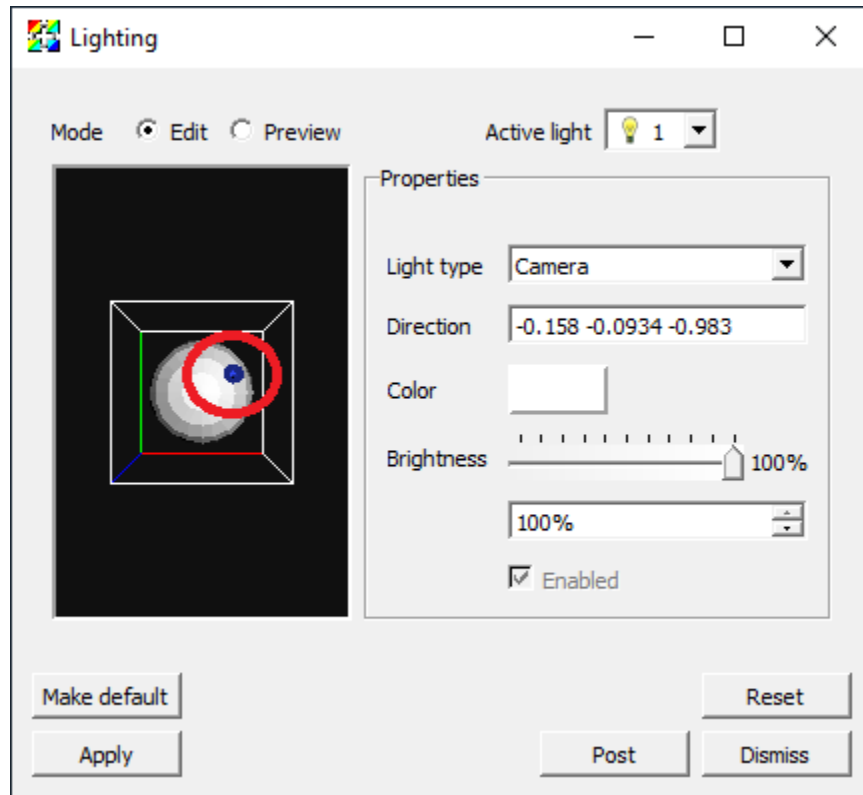 Lighting
Mode Edit Preview
Active light 1
Properties
Light type Camera
Direction -0.158 -0.0934 -0.983
Color
Brightness 100%
100%
Enabled
Make default Reset
Apply Post Dismiss